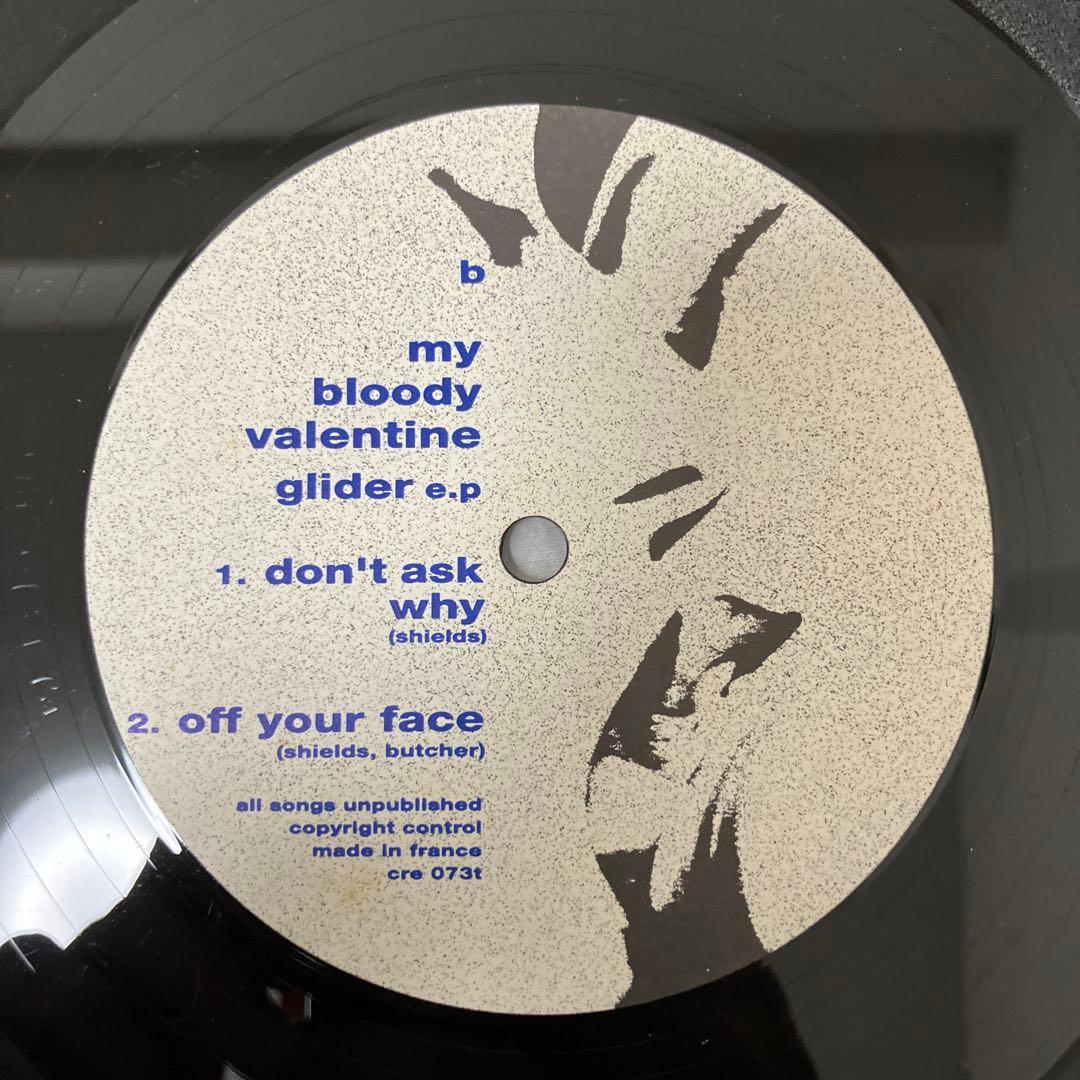 b
my
bloody
valentine
glider e.p
1. don't ask
why
(shields)
2. off your face
(shields, butcher)
all songs unpublished
copyright control
made in france
cre 073t